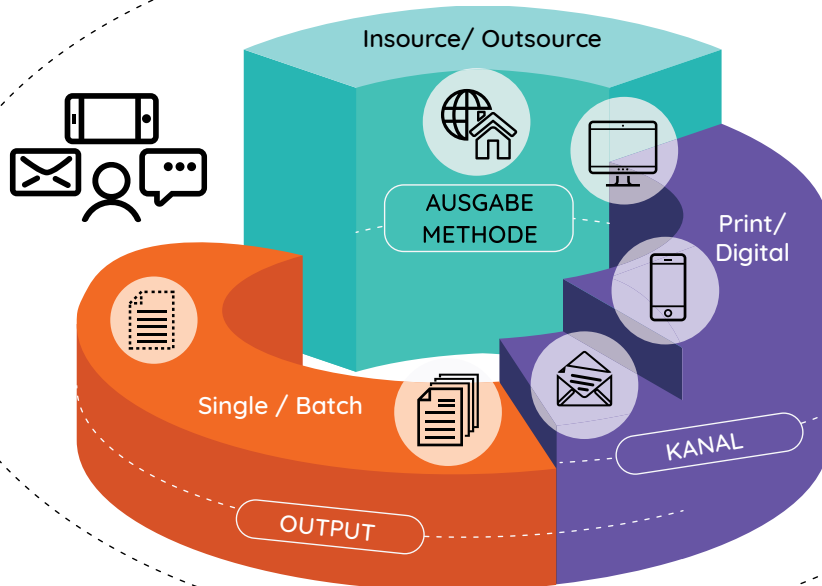 Insource/ Outsource
AUSGABE
METHODE
Print/
Digital
Single / Batch
KANAL
OUTPUT